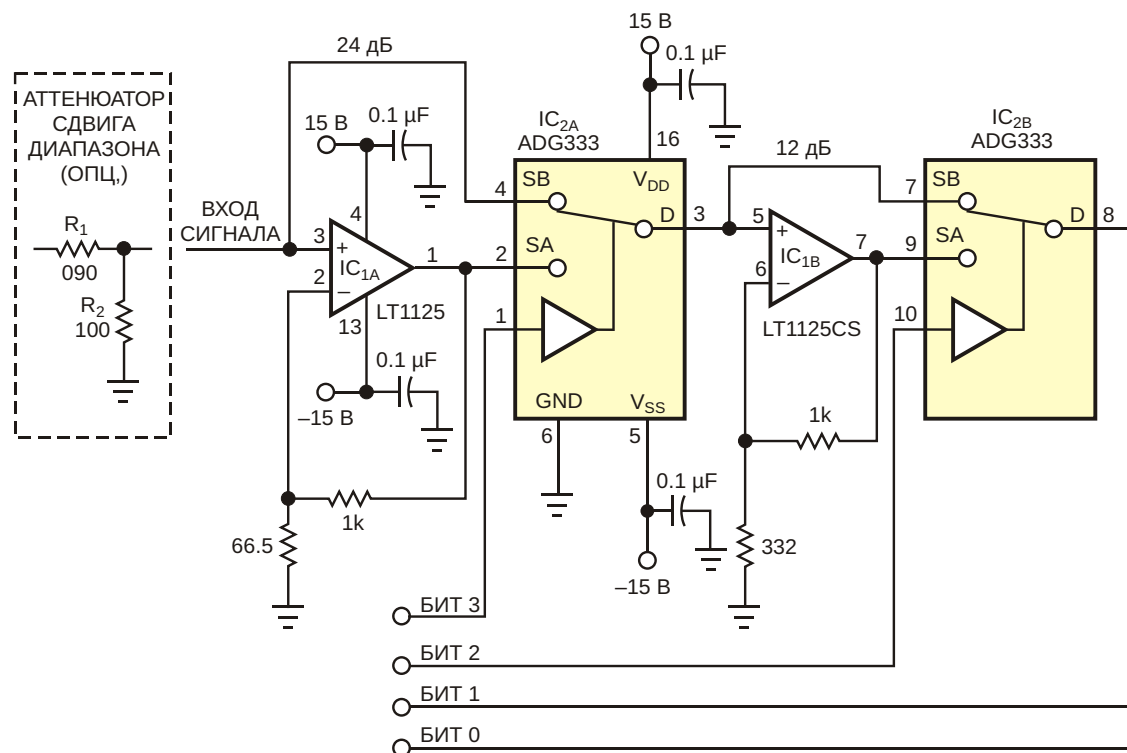 24 дБ
АТТЕНЮАТОР
СДВИГА
ДИАПАЗОНА
(ОПЦ,)
R1
090
R2
100
ВХОД
СИГНАЛА
15 В
0.1 µF
4
3
+
2
–
IC1A
1
LT1125
13
0.1 µF
–15 В
1k
66.5
15 В
0.1 µF
16
IC2A
ADG333
4
SB
VDD
D
3
2
SA
1
GND
VSS
6
5
0.1 µF
–15 В
12 дБ
5
+
6
–
IC1B
7
LT1125CS
1k
332
IC2B
ADG333
7
SB
D
8
9
SA
10
БИТ 3
БИТ 2
БИТ 1
БИТ 0